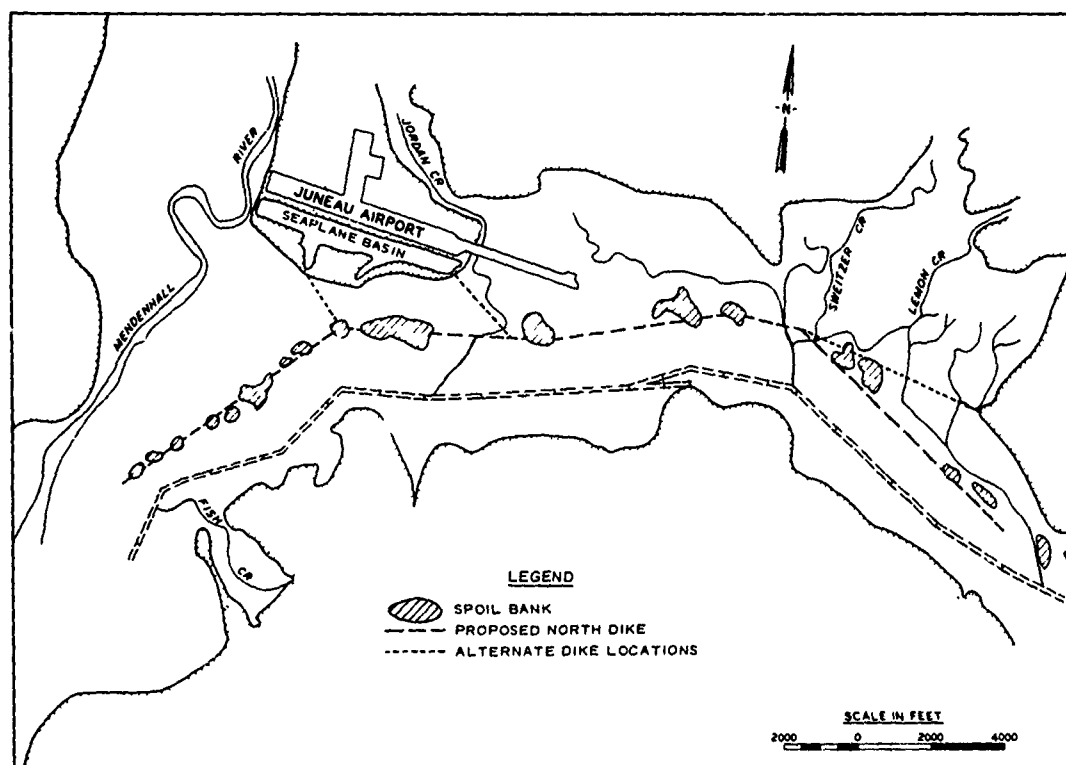 -N-
RIVER
MENDENHALL
JORDAN CR
JUNEAU AIRPORT
SEAPLANE BASIN
SWEITZER CR
LEMON CR
FISH
CR
LEGEND
SPOIL BANK
PROPOSED NORTH DIKE
ALTERNATE DIKE LOCATIONS
SCALE IN FEET
2000 0 2000 4000